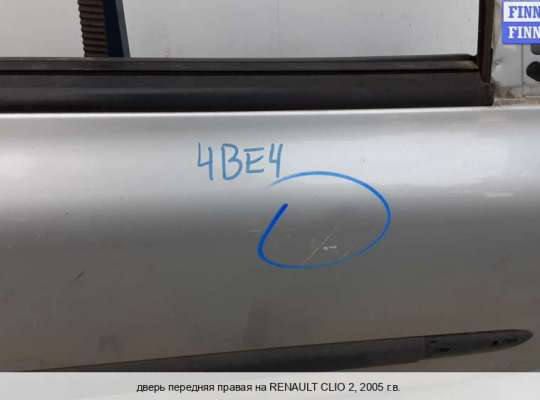 FINN
FINN
4BE4
дверь передняя правая на RENAULT CLIO 2, 2005 г.в.